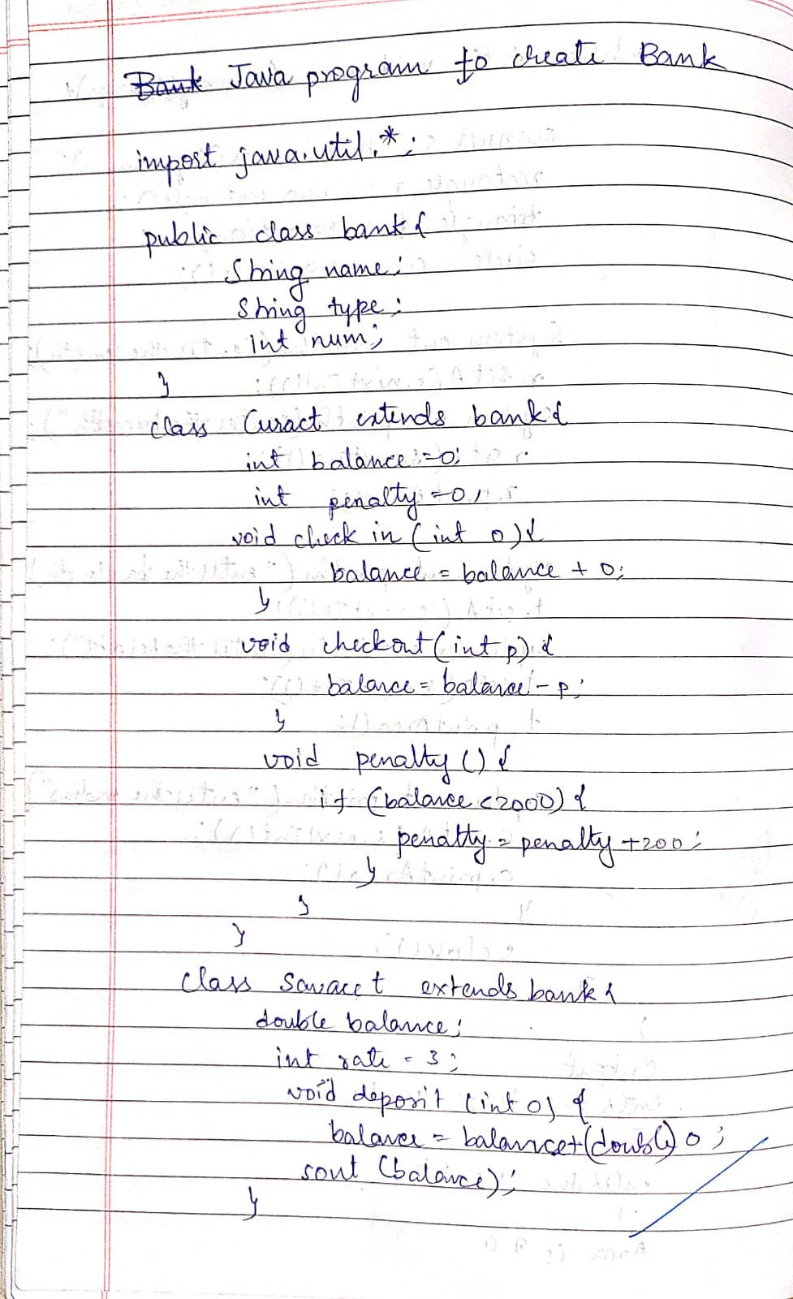 Bank Java program to create Bank
import java.util.*;
public class bank{
String name;
String type;
int num;
}
class Curact extends bank{
int balance=0;
int penalty=0;
void check in (int o){
balance = balance + o;
}
void checkout(int p){
balance = balance - p;
}
void penalty () {
if (balance <2000) {
penalty = penalty +200;
}
}
}
class Savacct extends bank{
double balance;
int rate = 3;
void deposit (int o) {
balance = balance+(double) o;
sout (balance);
}